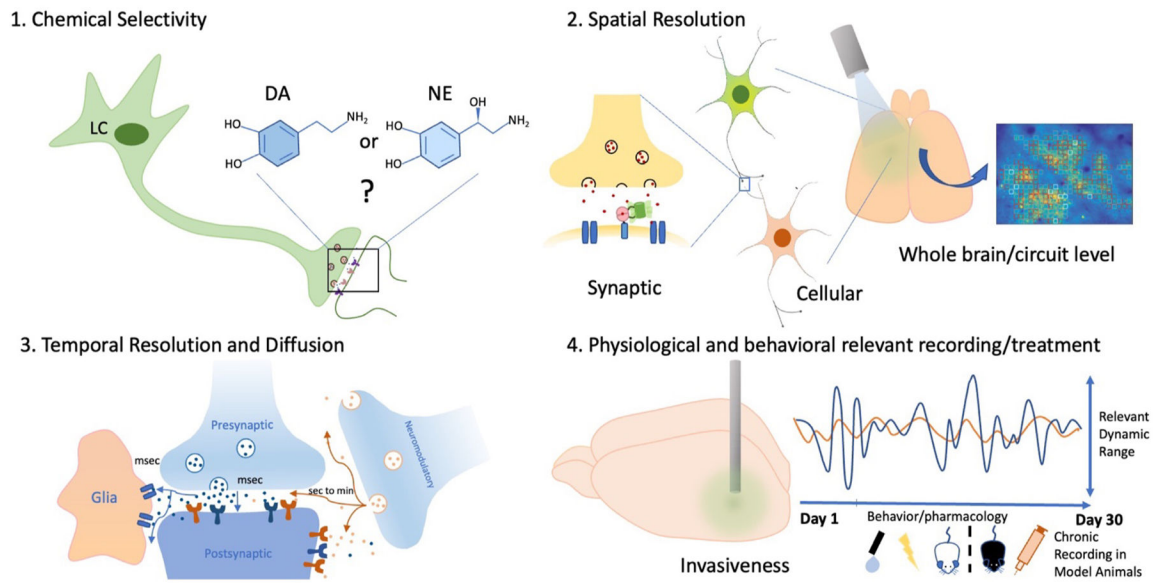 1. Chemical Selectivity
LC
DA
HO
HO
NH2
or
?
NE
OH
HO
HO
NH2
2. Spatial Resolution
Synaptic
Cellular
Whole brain/circuit level
3. Temporal Resolution and Diffusion
Presynaptic
Neuromodulatory
msec
msec
sec to min
Glia
Postsynaptic
4. Physiological and behavioral relevant recording/treatment
Invasiveness
Relevant
Dynamic
Range
Day 1
Behavior/pharmacology
Day 30
Chronic
Recording in
Model Animals